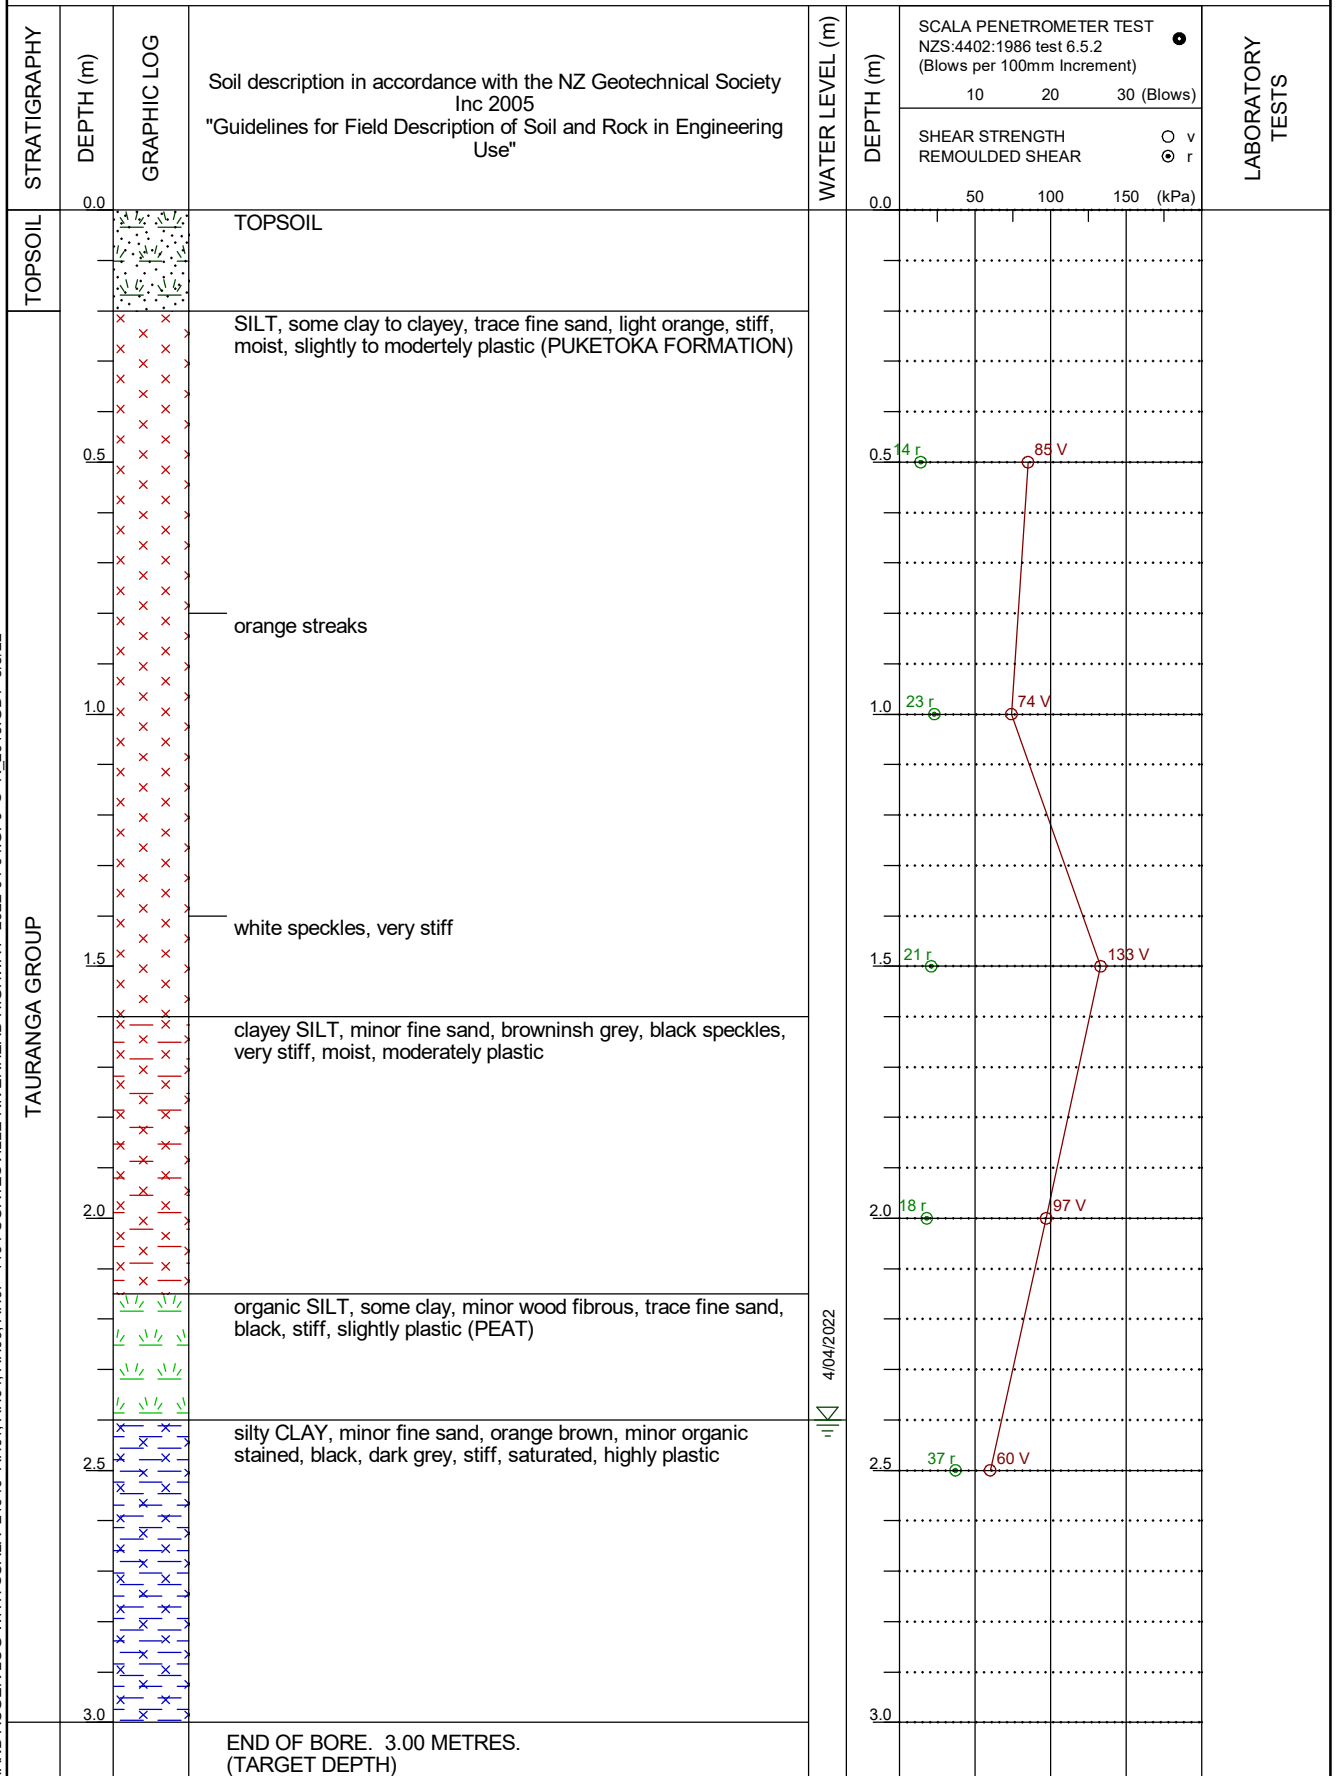 STRATIGRAPHY
DEPTH (m)
GRAPHIC LOG
Soil description in accordance with the NZ Geotechnical Society
Inc 2005
"Guidelines for Field Description of Soil and Rock in Engineering
Use"
WATER LEVEL (m)
DEPTH (m)
SCALA PENETROMETER TEST
NZS:4402:1986 test 6.5.2
(Blows per 100mm Increment)
10 20 30 (Blows)
SHEAR STRENGTH v
REMOULDED SHEAR r
50 100 150 (kPa)
LABORATORY
TESTS
0.0 0.0
TOPSOIL
TOPSOIL
SILT, some clay to clayey, trace fine sand, light orange, stiff,
moist, slightly to modertely plastic (PUKETOKA FORMATION)
0.5 0.5 14 r 85 V
orange streaks
1.0 1.0 23 r 74 V
white speckles, very stiff
1.5 1.5 21 r 133 V
TAURANGA GROUP
clayey SILT, minor fine sand, browninsh grey, black speckles,
very stiff, moist, moderately plastic
2.0 2.0 18 r 97 V
organic SILT, some clay, minor wood fibrous, trace fine sand,
black, stiff, slightly plastic (PEAT)
4/04/2022
silty CLAY, minor fine sand, orange brown, minor organic
stained, black, dark grey, stiff, saturated, highly plastic
2.5 2.5 37 r 60 V
3.0 3.0
END OF BORE. 3.00 METRES.
(TARGET DEPTH)